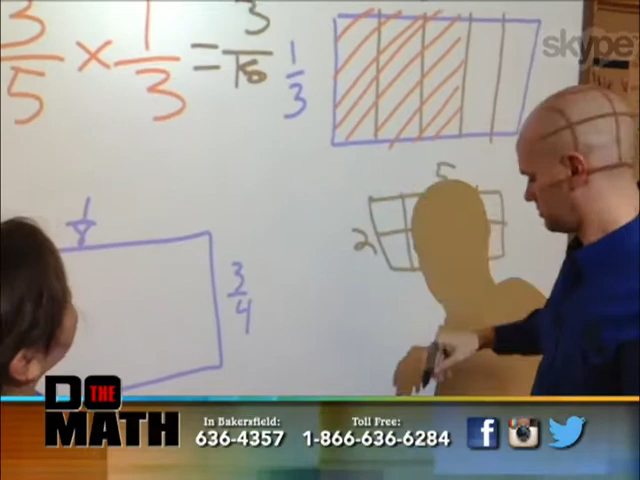 skype
3/5 × 1/3 = 3/15
1/3
5
2
1/2
3/4
DO THE MATH
In Bakersfield: 636-4357
Toll Free: 1-866-636-6284